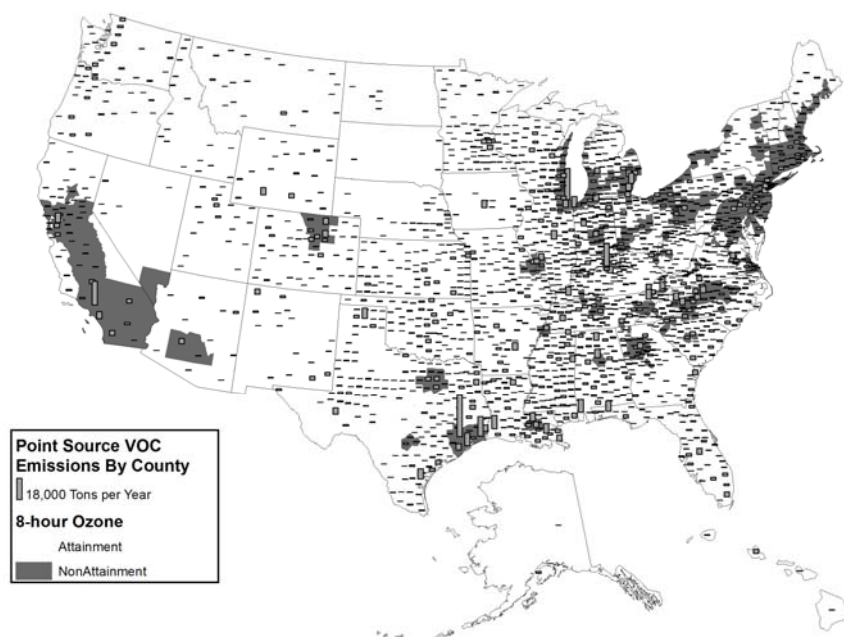 Point Source VOC
Emissions By County
18,000 Tons per Year
8-hour Ozone
Attainment
NonAttainment